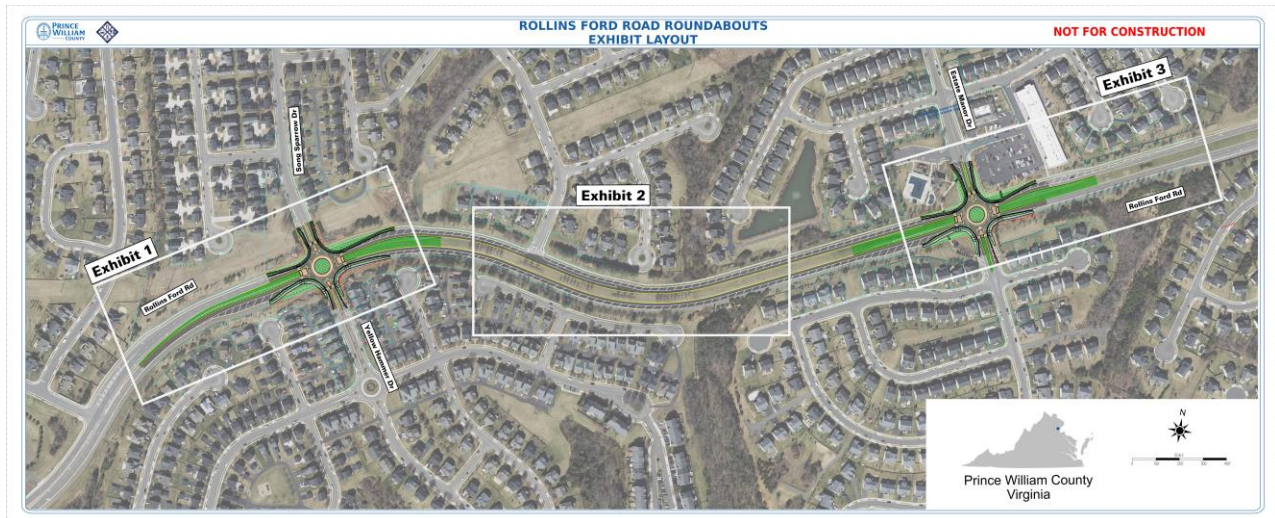 PRINCE
WILLIAM
COUNTY
ROLLINS FORD ROAD ROUNDABOUTS
EXHIBIT LAYOUT
NOT FOR CONSTRUCTION
Exhibit 3
Estate Manor Dr
Song Sparrow Dr
Exhibit 2
Rollins Ford Rd
Exhibit 1
Rollins Ford Rd
Yellow Hammer Dr
N
Prince William County
Virginia